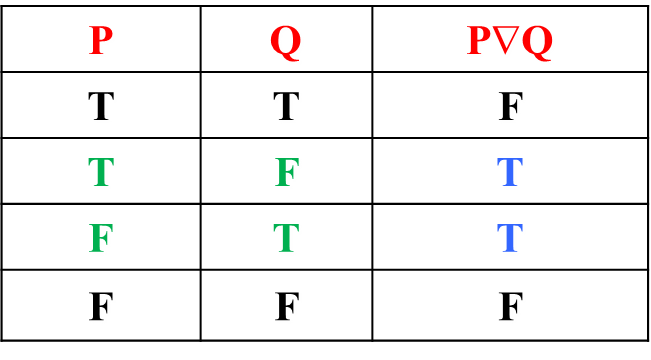 P Q P∇Q
T T F
T F T
F T T
F F F